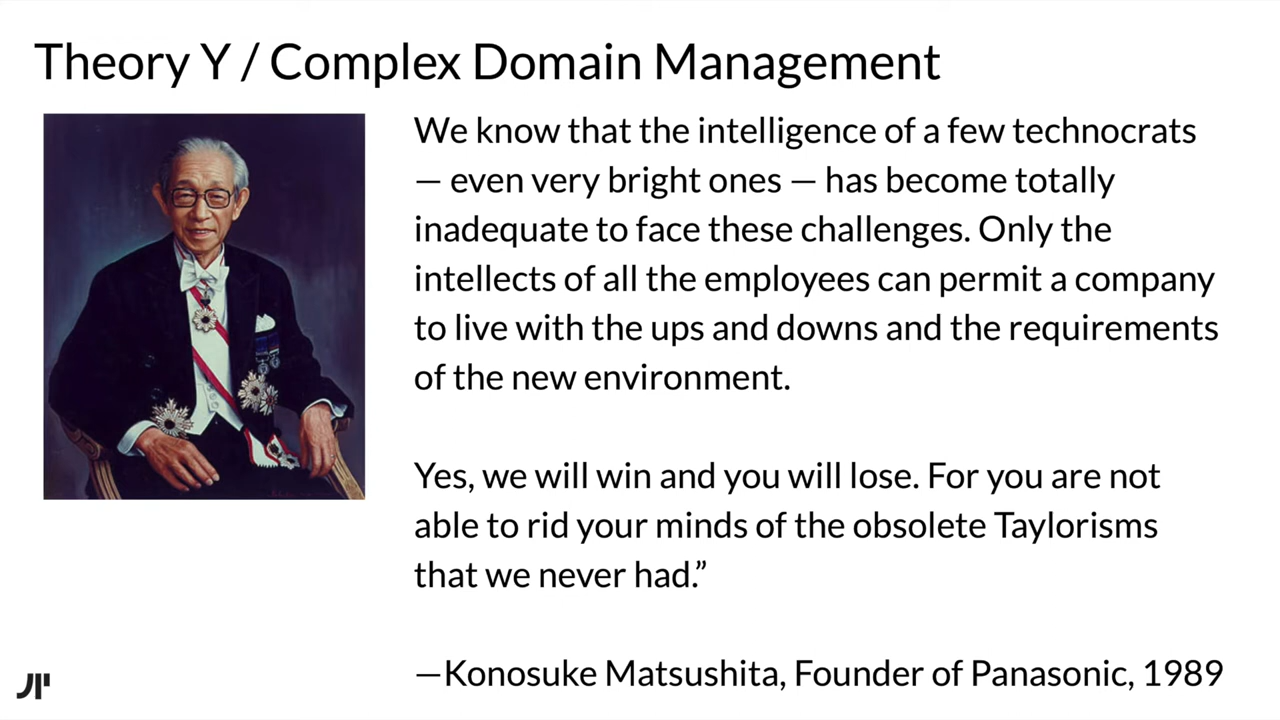 Theory Y / Complex Domain Management
We know that the intelligence of a few technocrats
— even very bright ones — has become totally
inadequate to face these challenges. Only the
intellects of all the employees can permit a company
to live with the ups and downs and the requirements
of the new environment.
Yes, we will win and you will lose. For you are not
able to rid your minds of the obsolete Taylorisms
that we never had.”
—Konosuke Matsushita, Founder of Panasonic, 1989